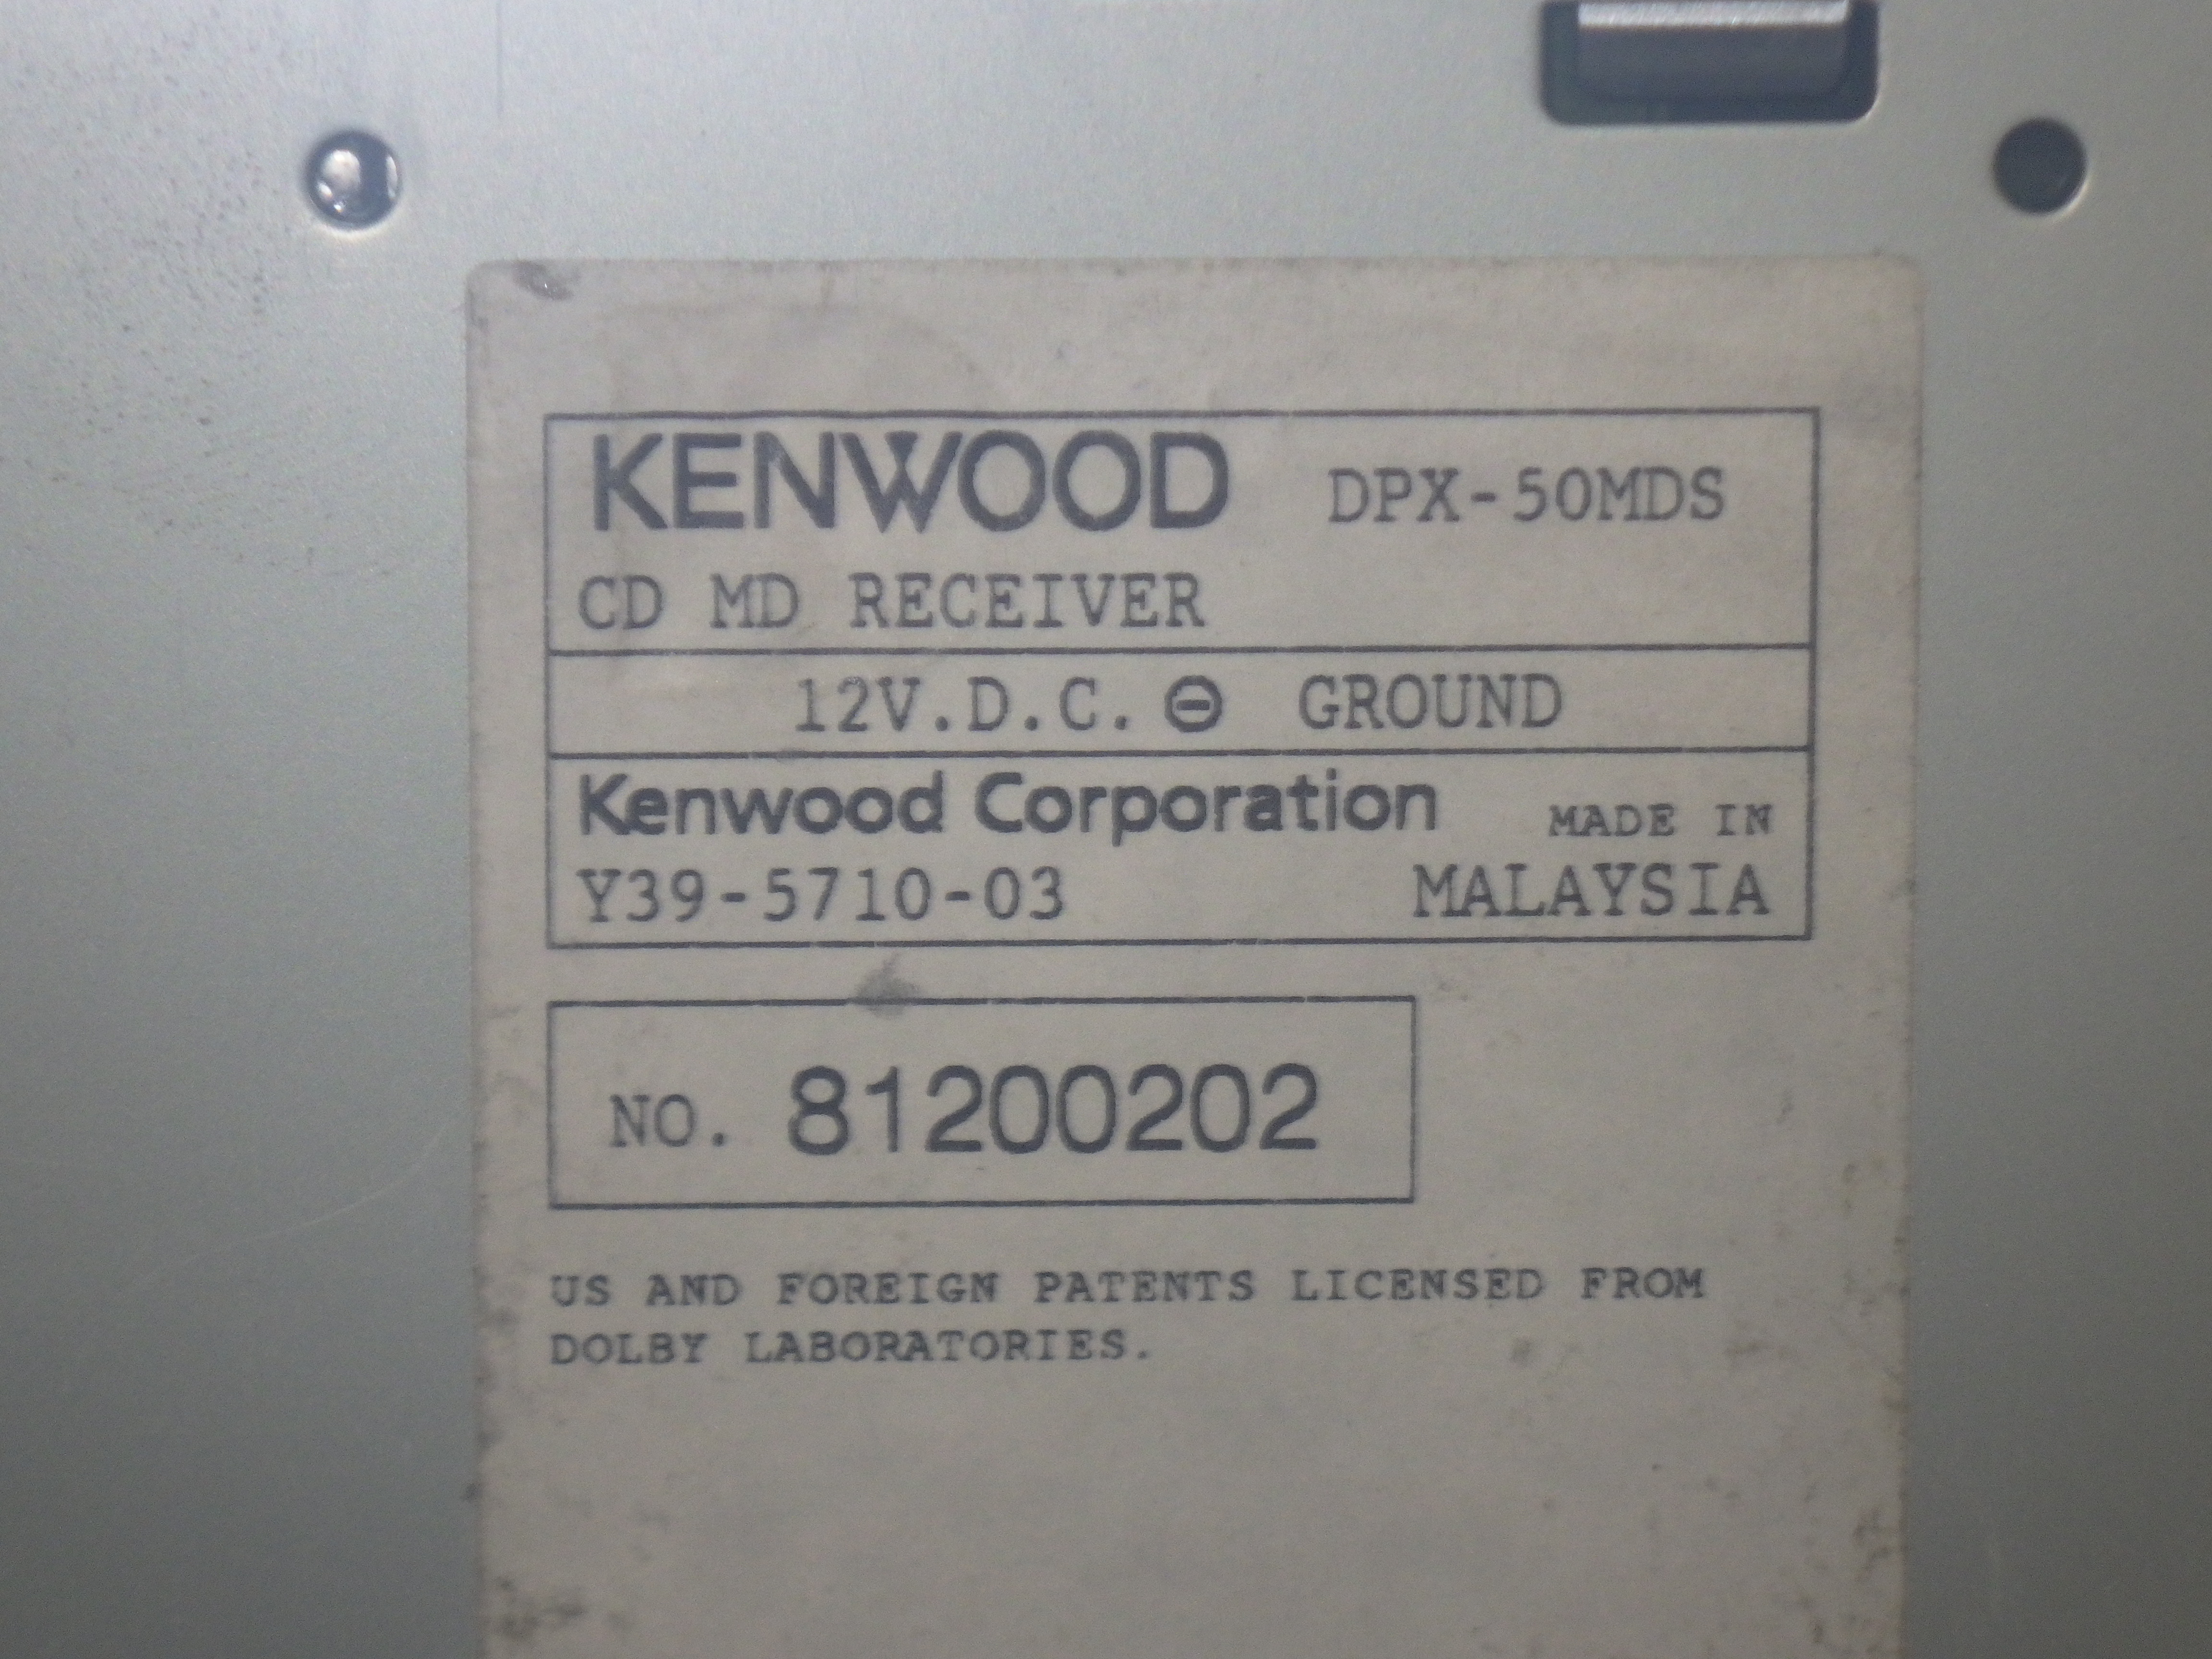 KENWOOD DPX-50MDS
CD MD RECEIVER
12V.D.C. ⊖ GROUND
Kenwood Corporation MADE IN
Y39-5710-03 MALAYSIA
NO. 81200202
US AND FOREIGN PATENTS LICENSED FROM
DOLBY LABORATORIES.